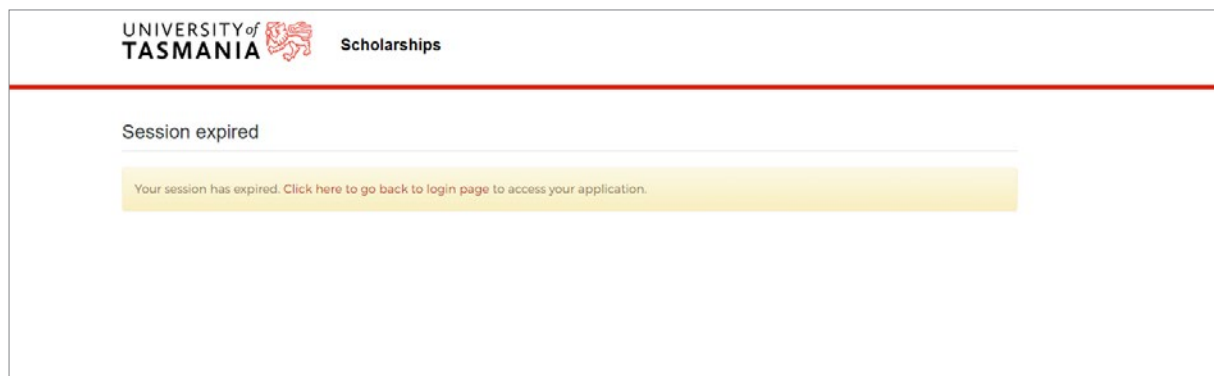 UNIVERSITY of
TASMANIA
Scholarships
Session expired
Your session has expired. Click here to go back to login page to access your application.